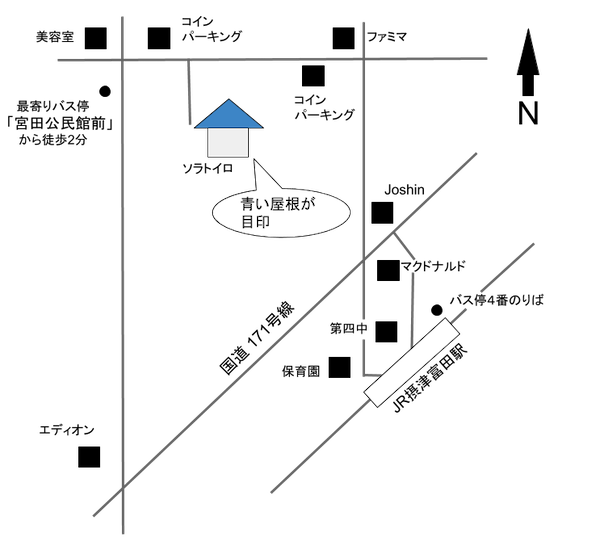 美容室
コイン
パーキング
ファミマ
最寄りバス停
「宮田公民館前」
から徒歩2分
コイン
パーキング
N
ソラトイロ
青い屋根が
目印
Joshin
マクドナルド
バス停4番のりば
第四中
保育園
国道 171号線
JR摂津富田駅
エディオン